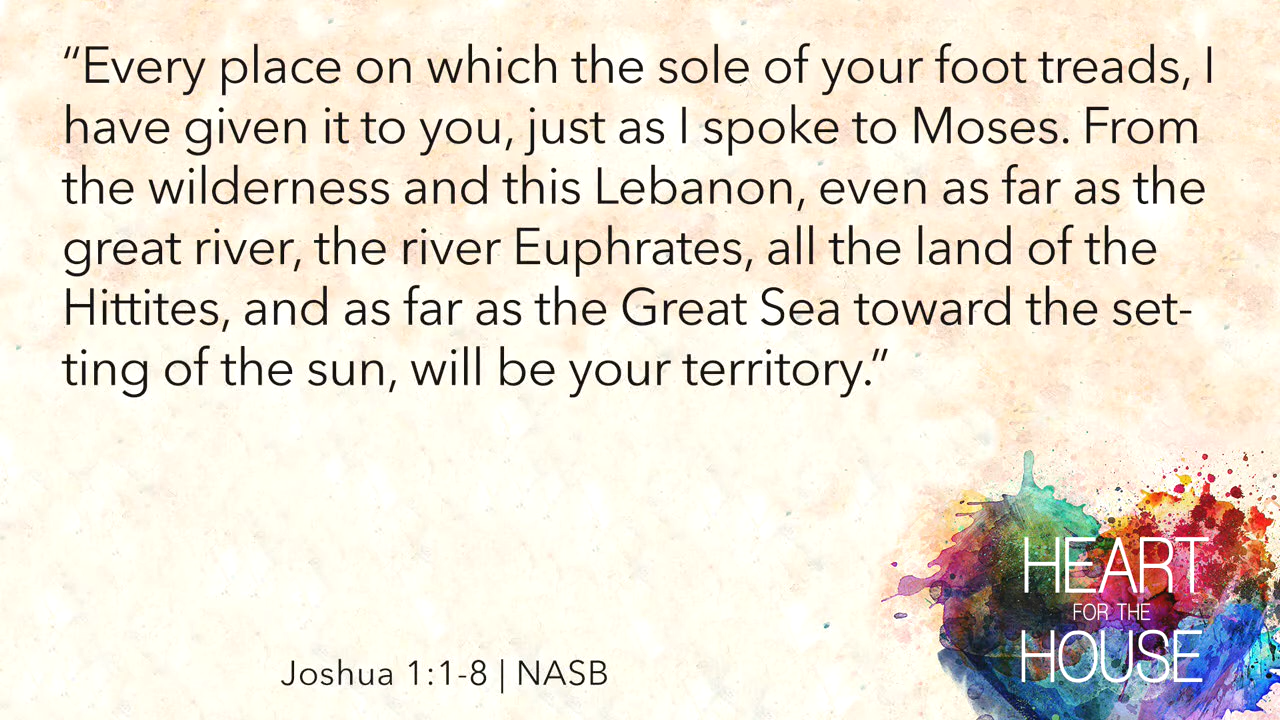 “Every place on which the sole of your foot treads, I
have given it to you, just as I spoke to Moses. From
the wilderness and this Lebanon, even as far as the
great river, the river Euphrates, all the land of the
Hittites, and as far as the Great Sea toward the set-
ting of the sun, will be your territory.”
HEART
FOR THE
HOUSE
Joshua 1:1-8 | NASB